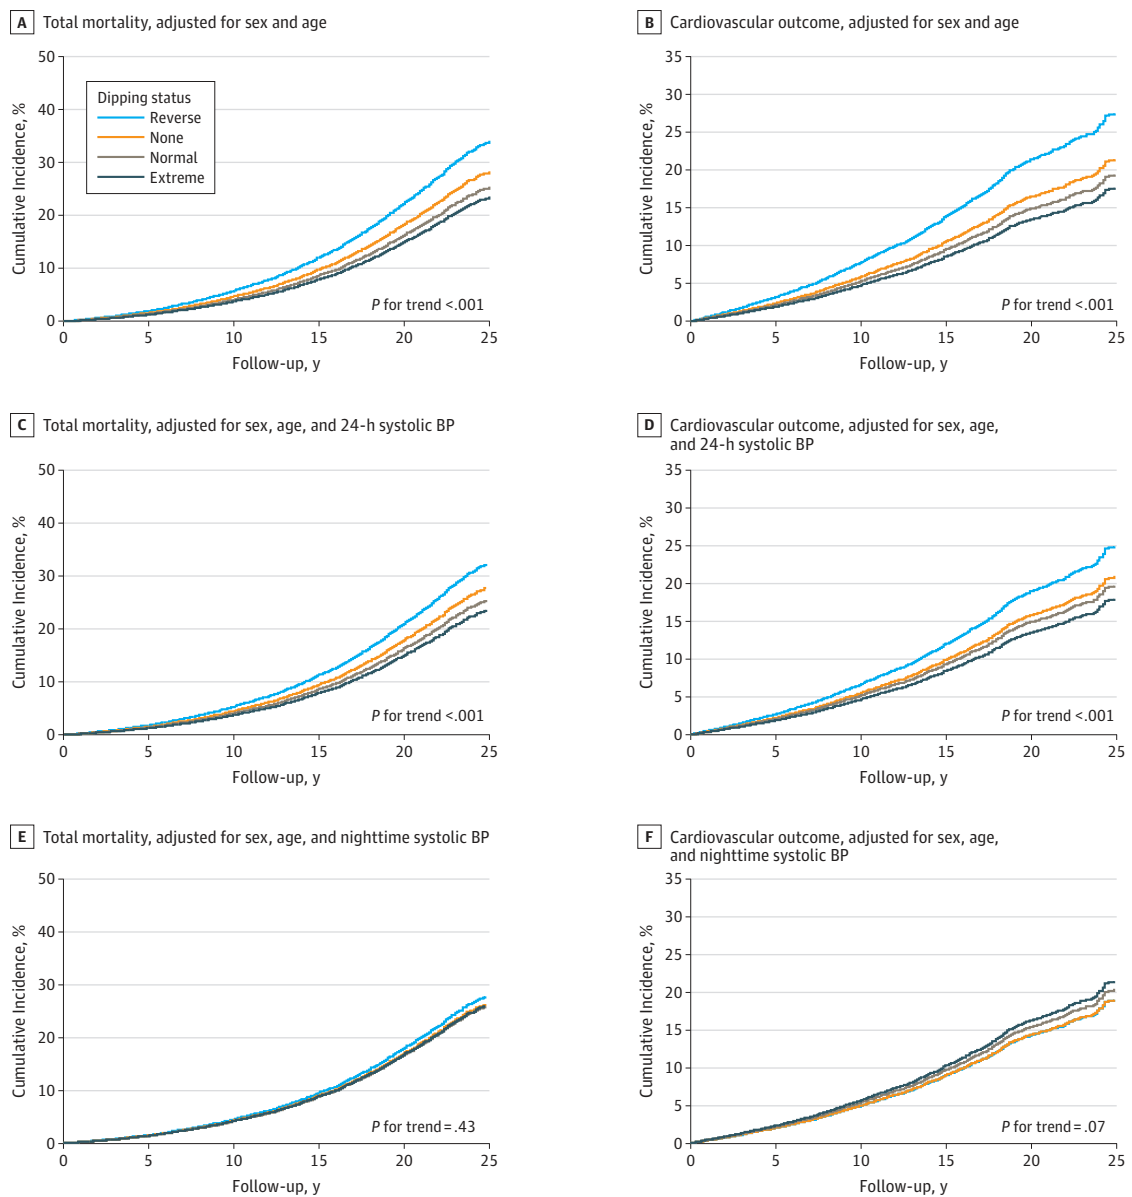 A Total mortality, adjusted for sex and age
50
40
30
20
10
0
Cumulative Incidence, %
Dipping status
Reverse
None
Normal
Extreme
P for trend <.001
0 5 10 15 20 25
Follow-up, y
B Cardiovascular outcome, adjusted for sex and age
35
30
25
20
15
10
5
0
Cumulative Incidence, %
P for trend <.001
0 5 10 15 20 25
Follow-up, y
C Total mortality, adjusted for sex, age, and 24-h systolic BP
50
40
30
20
10
0
Cumulative Incidence, %
P for trend <.001
0 5 10 15 20 25
Follow-up, y
D Cardiovascular outcome, adjusted for sex, age,
and 24-h systolic BP
35
30
25
20
15
10
5
0
Cumulative Incidence, %
P for trend <.001
0 5 10 15 20 25
Follow-up, y
E Total mortality, adjusted for sex, age, and nighttime systolic BP
50
40
30
20
10
0
Cumulative Incidence, %
P for trend = .43
0 5 10 15 20 25
Follow-up, y
F Cardiovascular outcome, adjusted for sex, age,
and nighttime systolic BP
35
30
25
20
15
10
5
0
Cumulative Incidence, %
P for trend = .07
0 5 10 15 20 25
Follow-up, y